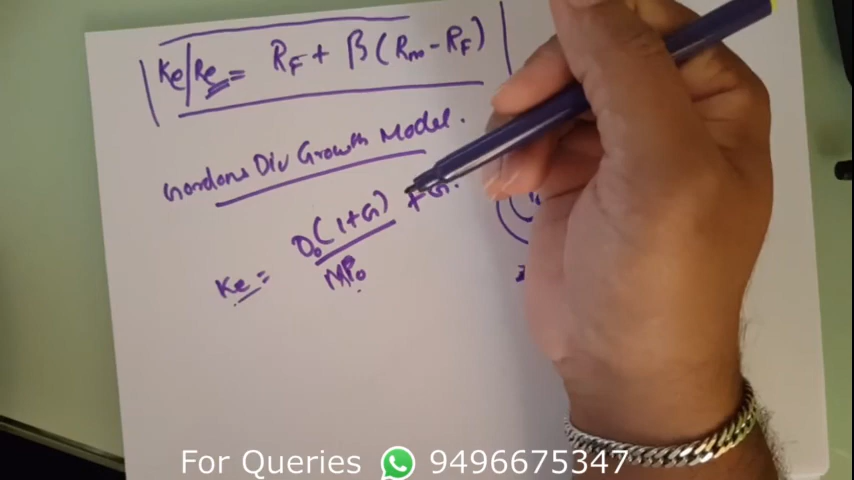 Ke/Re = RF + β (Rm - RF)
Gordons Div Growth Model.
Ke = D0(1+G) / MP0 + G.
For Queries 9496675347